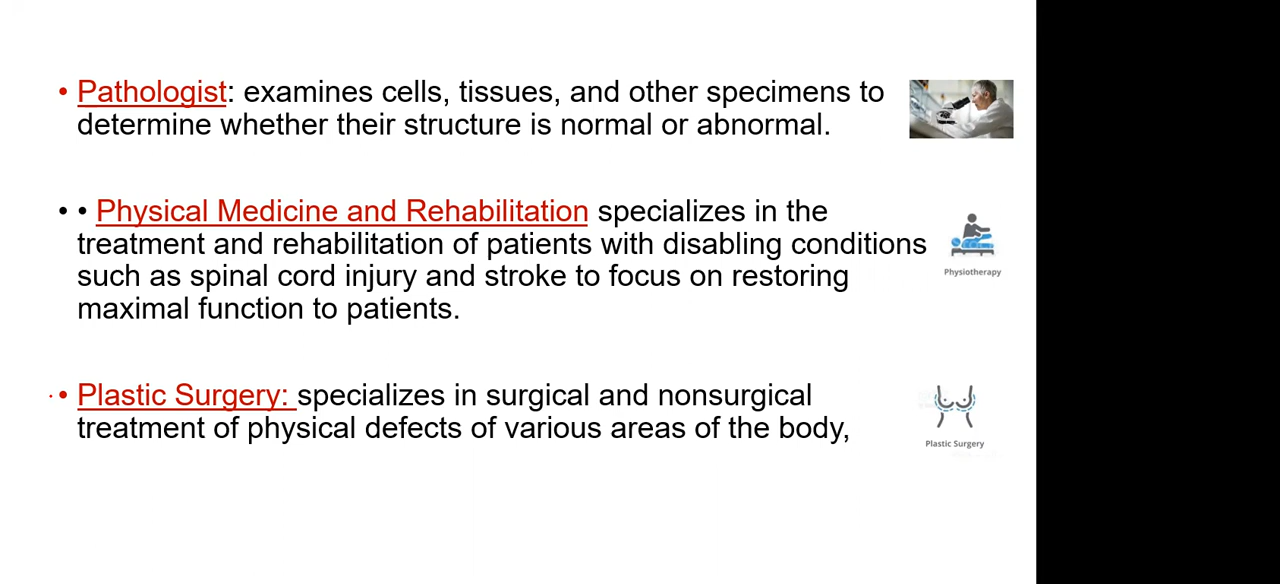 • Pathologist: examines cells, tissues, and other specimens to
determine whether their structure is normal or abnormal.
• • Physical Medicine and Rehabilitation specializes in the
treatment and rehabilitation of patients with disabling conditions
such as spinal cord injury and stroke to focus on restoring
maximal function to patients.
Physiotherapy
• Plastic Surgery: specializes in surgical and nonsurgical
treatment of physical defects of various areas of the body,
Plastic Surgery